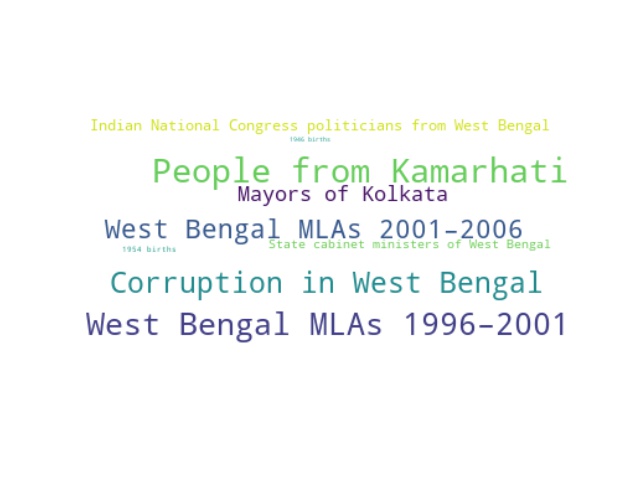 Indian National Congress politicians from West Bengal
1946 births
People from Kamarhati
Mayors of Kolkata
West Bengal MLAs 2001–2006
State cabinet ministers of West Bengal
1954 births
Corruption in West Bengal
West Bengal MLAs 1996–2001